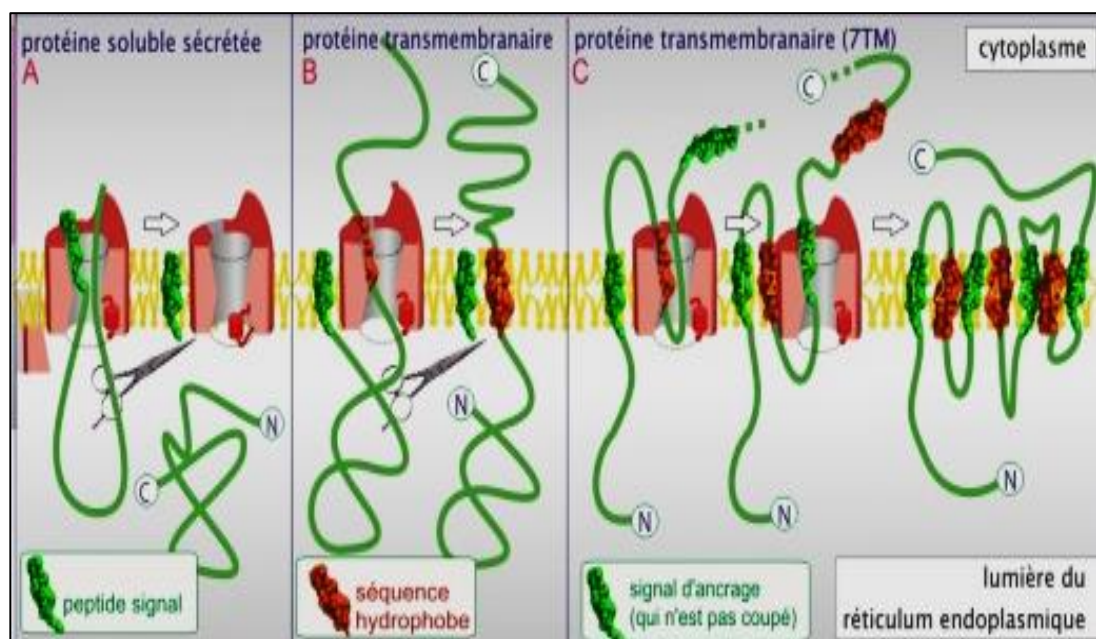 protéine soluble sécrétée
A
N
C
peptide signal
protéine transmembranaire
B
C
N
séquence
hydrophobe
protéine transmembranaire (7TM)
C
cytoplasme
C
C
N
N
N
signal d'ancrage
(qui n'est pas coupé)
lumière du
réticulum endoplasmique